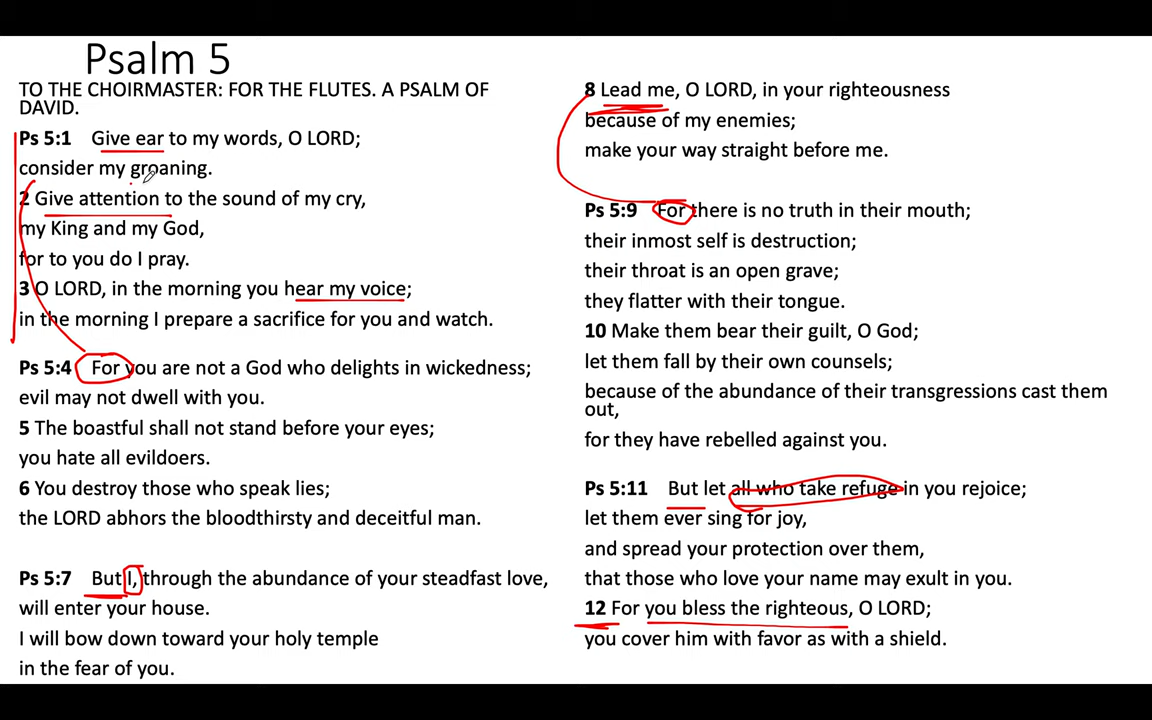 Psalm 5
TO THE CHOIRMASTER: FOR THE FLUTES. A PSALM OF
DAVID.
Ps 5:1 Give ear to my words, O LORD;
consider my groaning.
2 Give attention to the sound of my cry,
my King and my God,
for to you do I pray.
3 O LORD, in the morning you hear my voice;
in the morning I prepare a sacrifice for you and watch.
Ps 5:4 For you are not a God who delights in wickedness;
evil may not dwell with you.
5 The boastful shall not stand before your eyes;
you hate all evildoers.
6 You destroy those who speak lies;
the LORD abhors the bloodthirsty and deceitful man.
Ps 5:7 But I, through the abundance of your steadfast love,
will enter your house.
I will bow down toward your holy temple
in the fear of you.
8 Lead me, O LORD, in your righteousness
because of my enemies;
make your way straight before me.
Ps 5:9 For there is no truth in their mouth;
their inmost self is destruction;
their throat is an open grave;
they flatter with their tongue.
10 Make them bear their guilt, O God;
let them fall by their own counsels;
because of the abundance of their transgressions cast them
out,
for they have rebelled against you.
Ps 5:11 But let all who take refuge in you rejoice;
let them ever sing for joy,
and spread your protection over them,
that those who love your name may exult in you.
12 For you bless the righteous, O LORD;
you cover him with favor as with a shield.